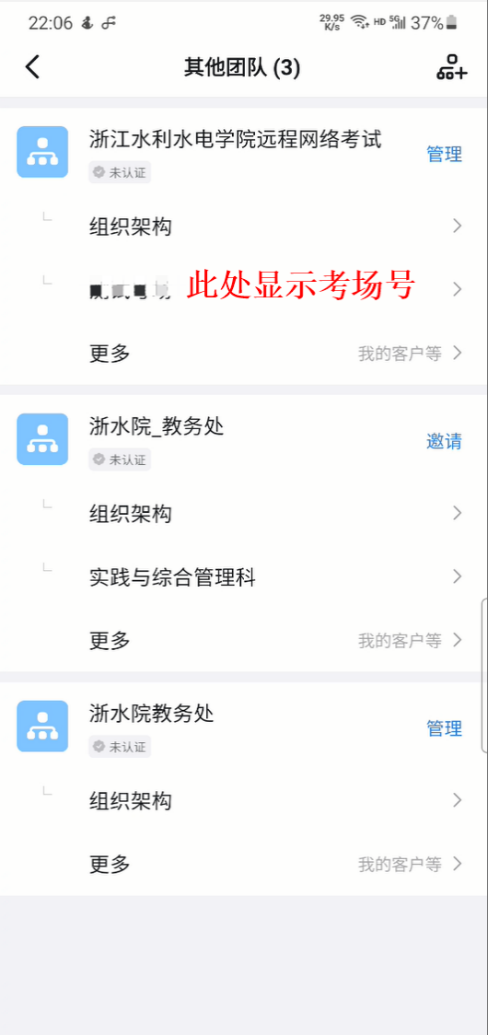 22:06 29.95 K/s HD 5G 37%
其他团队 (3)
浙江水利水电学院远程网络考试
管理
未认证
组织架构
此处显示考场号
更多 我的客户等
浙水院_教务处
邀请
未认证
组织架构
实践与综合管理科
更多 我的客户等
浙水院教务处
管理
未认证
组织架构
更多 我的客户等